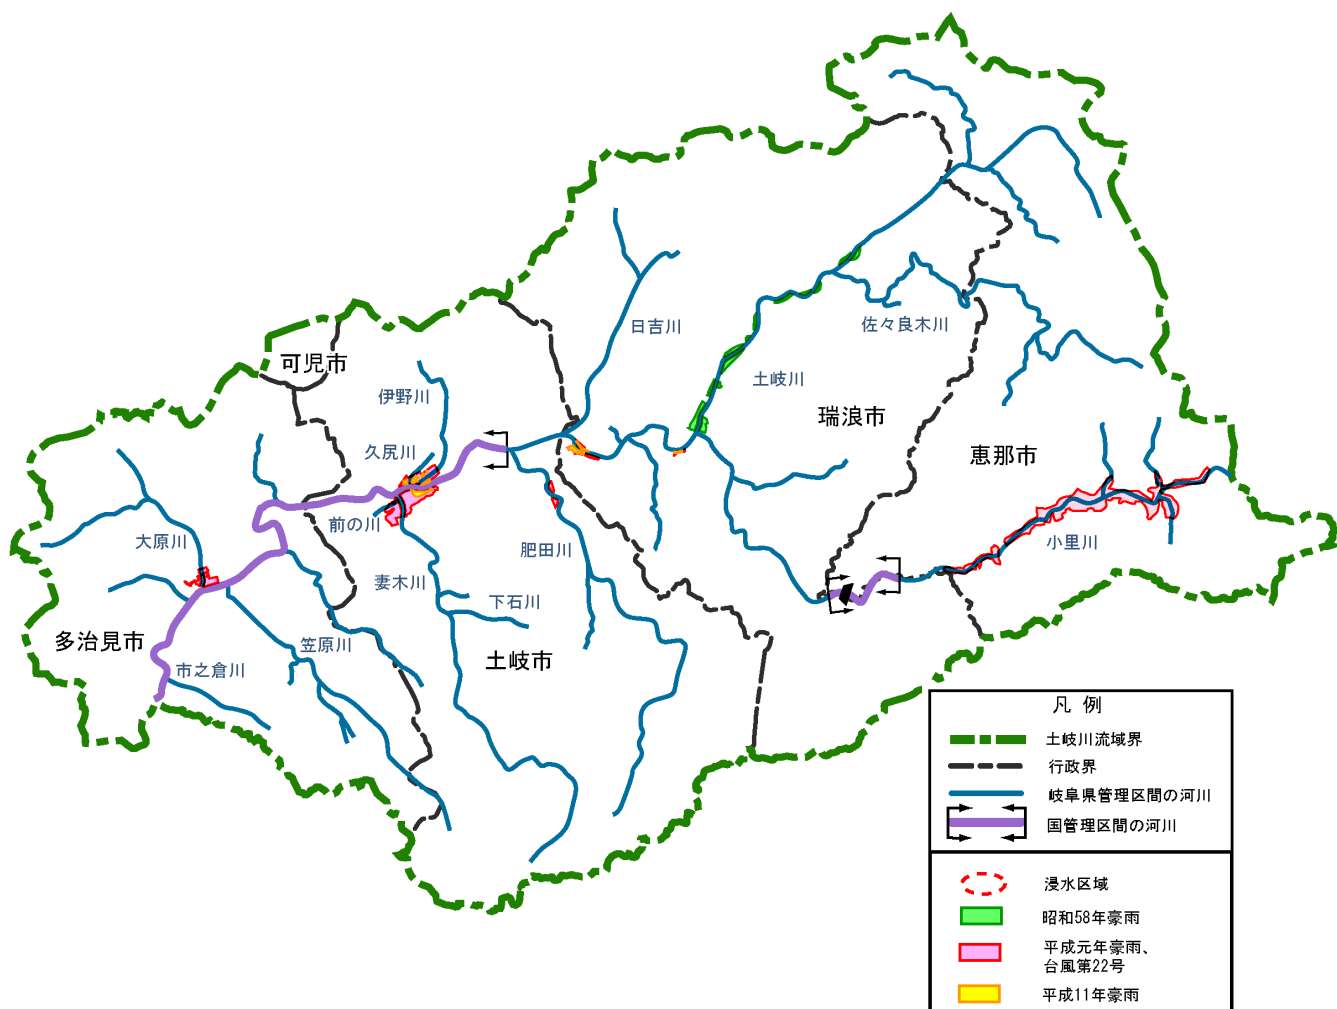 日吉川
佐々良木川
可児市
土岐川
伊野川
瑞浪市
久尻川
恵那市
前の川
大原川
肥田川
小里川
妻木川
下石川
多治見市
笠原川
土岐市
市之倉川
凡例
土岐川流域界
行政界
岐阜県管理区間の河川
国管理区間の河川
浸水区域
昭和58年豪雨
平成元年豪雨、
台風第22号
平成11年豪雨